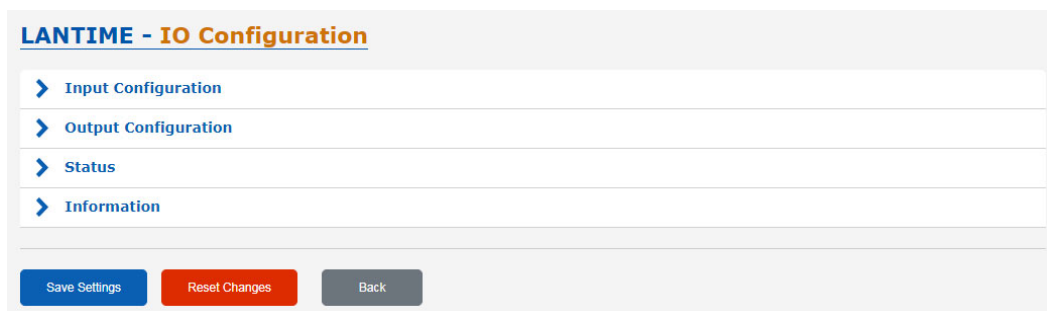 LANTIME - IO Configuration
Input Configuration
Output Configuration
Status
Information
Save Settings Reset Changes Back